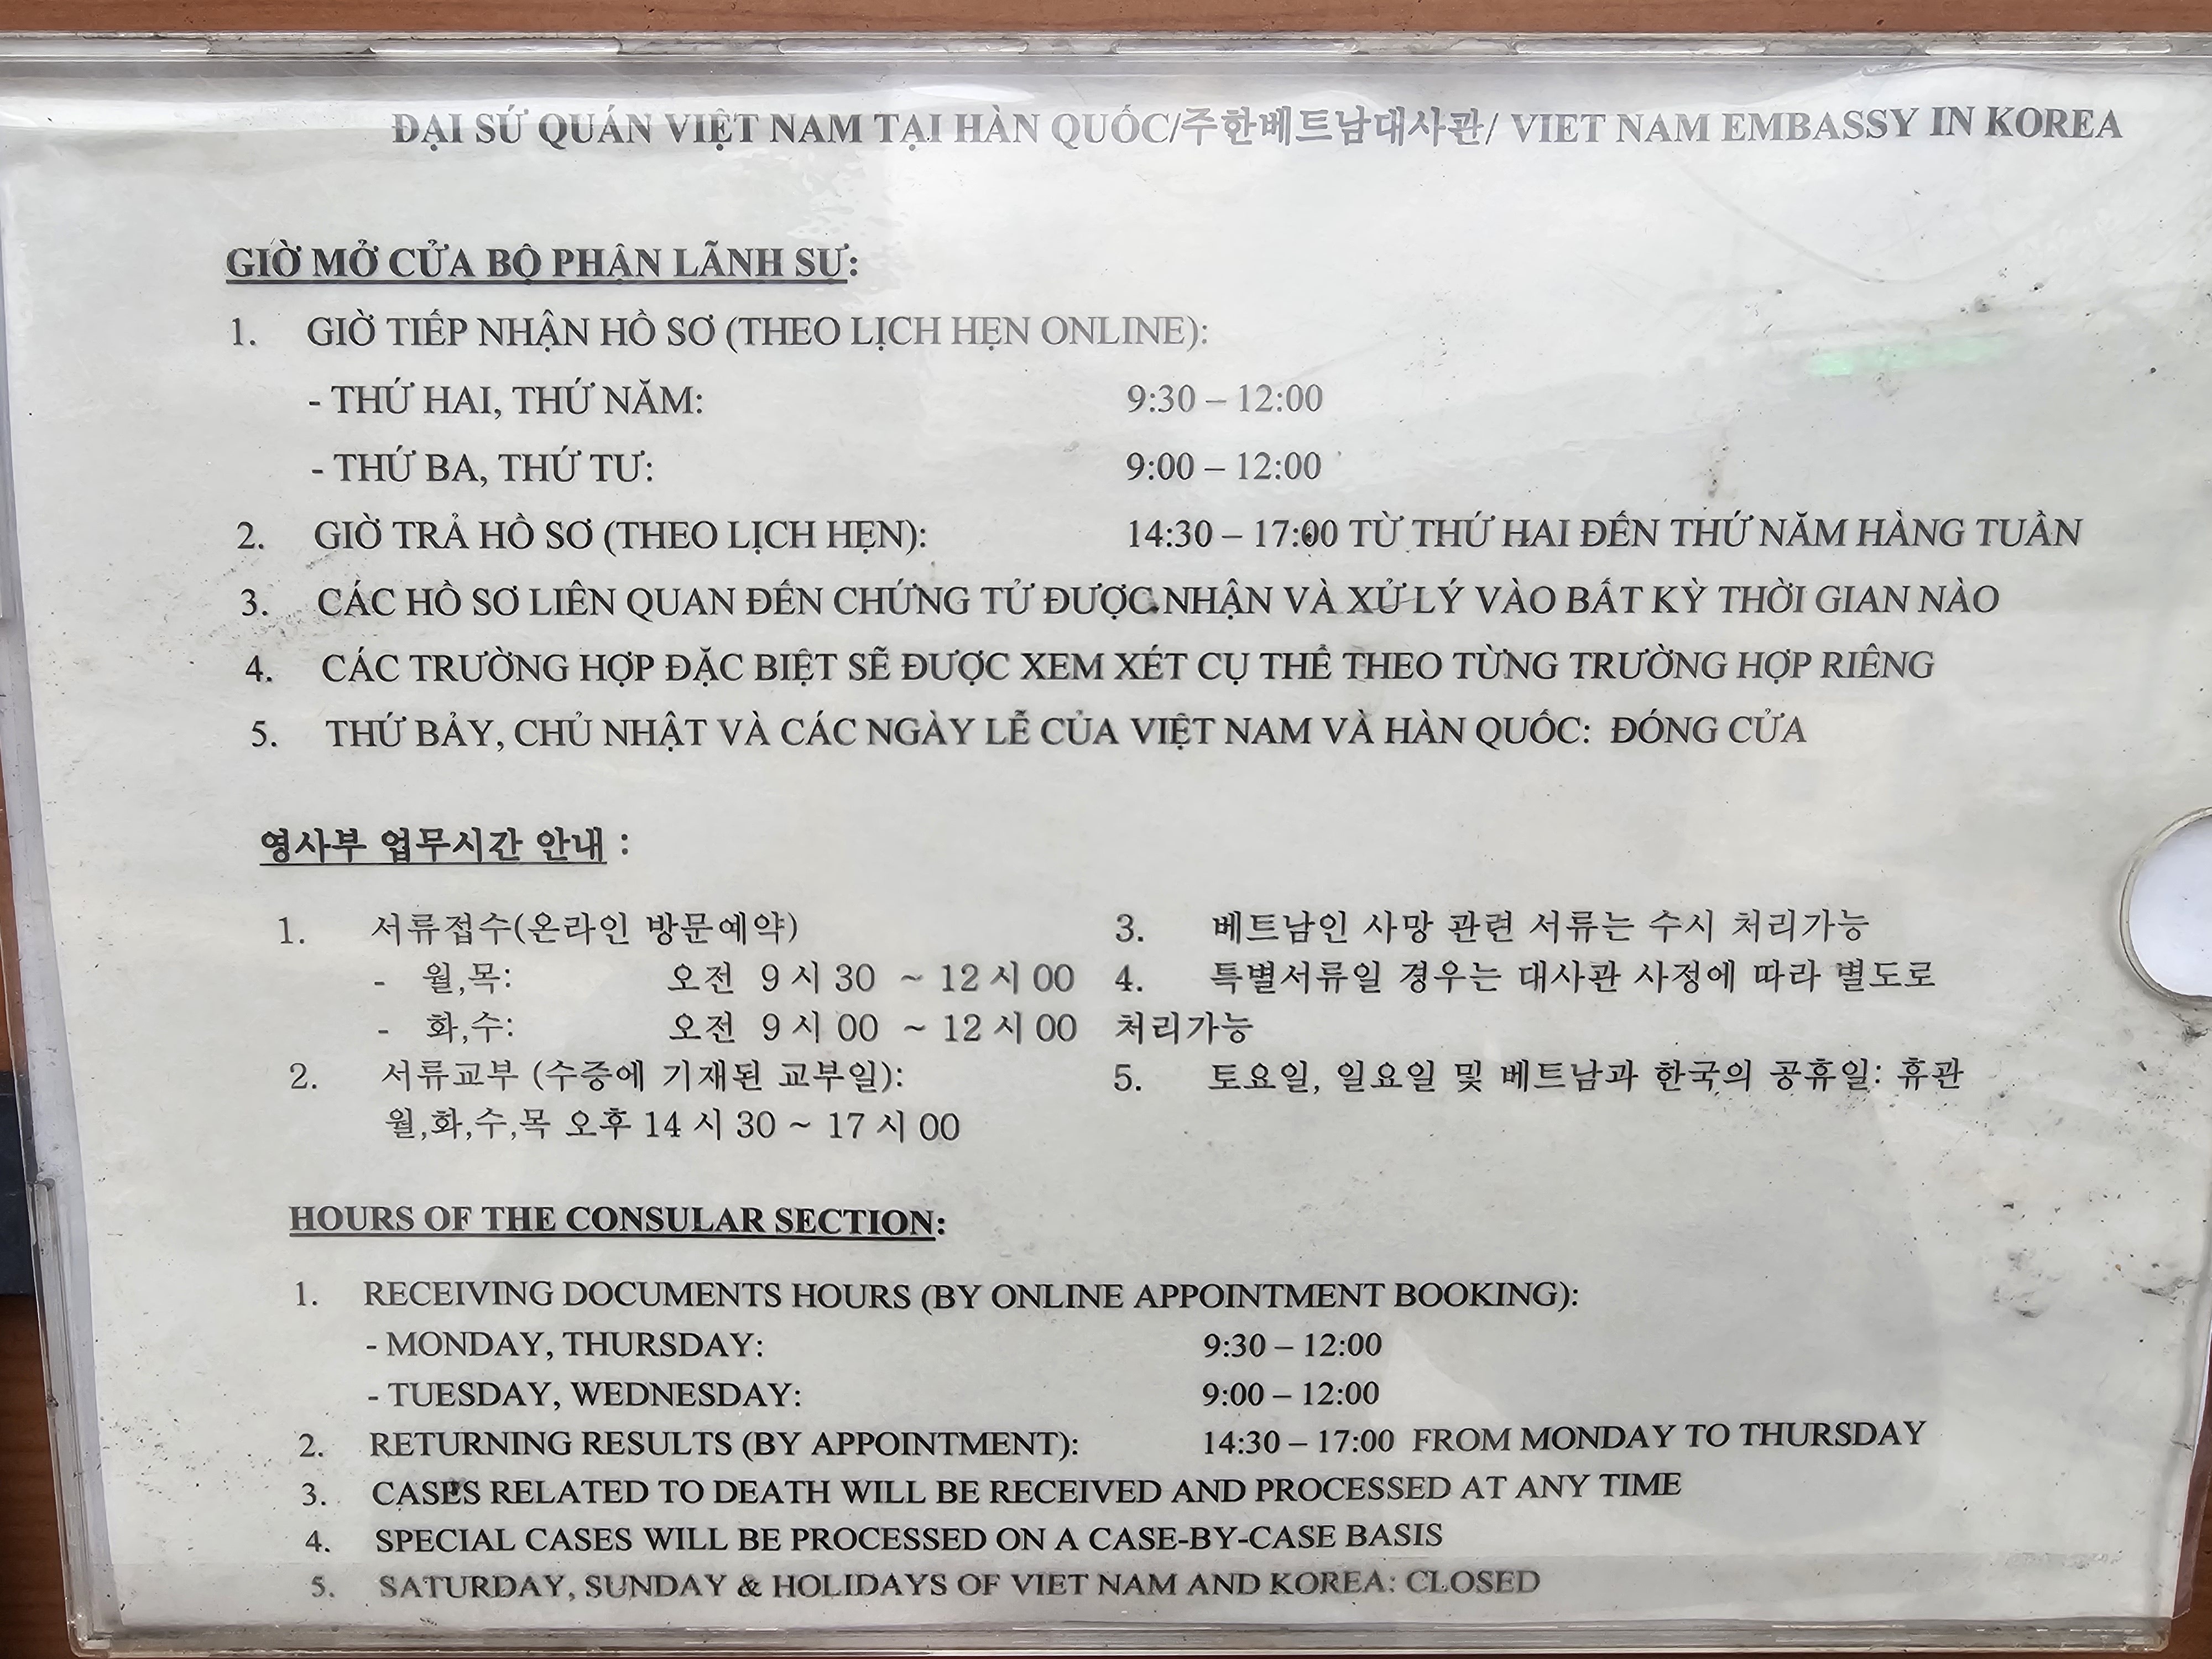 ĐẠI SỨ QUÁN VIỆT NAM TẠI HÀN QUỐC/주한베트남대사관/ VIET NAM EMBASSY IN KOREA
GIỜ MỞ CỬA BỘ PHẬN LÃNH SỰ:
1. GIỜ TIẾP NHẬN HỒ SƠ (THEO LỊCH HẸN ONLINE):
- THỨ HAI, THỨ NĂM: 9:30 – 12:00
- THỨ BA, THỨ TƯ: 9:00 – 12:00
2. GIỜ TRẢ HỒ SƠ (THEO LỊCH HẸN): 14:30 – 17:00 TỪ THỨ HAI ĐẾN THỨ NĂM HÀNG TUẦN
3. CÁC HỒ SƠ LIÊN QUAN ĐẾN CHỨNG TỬ ĐƯỢC NHẬN VÀ XỬ LÝ VÀO BẤT KỲ THỜI GIAN NÀO
4. CÁC TRƯỜNG HỢP ĐẶC BIỆT SẼ ĐƯỢC XEM XÉT CỤ THỂ THEO TỪNG TRƯỜNG HỢP RIÊNG
5. THỨ BẢY, CHỦ NHẬT VÀ CÁC NGÀY LỄ CỦA VIỆT NAM VÀ HÀN QUỐC: ĐÓNG CỬA
영사부 업무시간 안내 :
1. 서류접수(온라인 방문예약)
- 월,목: 오전 9 시 30 ~ 12 시 00
- 화,수: 오전 9 시 00 ~ 12 시 00
2. 서류교부 (수증에 기재된 교부일):
월,화,수,목 오후 14 시 30 ~ 17 시 00
3. 베트남인 사망 관련 서류는 수시 처리가능
4. 특별서류일 경우는 대사관 사정에 따라 별도로
처리가능
5. 토요일, 일요일 및 베트남과 한국의 공휴일: 휴관
HOURS OF THE CONSULAR SECTION:
1. RECEIVING DOCUMENTS HOURS (BY ONLINE APPOINTMENT BOOKING):
- MONDAY, THURSDAY: 9:30 – 12:00
- TUESDAY, WEDNESDAY: 9:00 – 12:00
2. RETURNING RESULTS (BY APPOINTMENT): 14:30 – 17:00 FROM MONDAY TO THURSDAY
3. CASES RELATED TO DEATH WILL BE RECEIVED AND PROCESSED AT ANY TIME
4. SPECIAL CASES WILL BE PROCESSED ON A CASE-BY-CASE BASIS
5. SATURDAY, SUNDAY & HOLIDAYS OF VIET NAM AND KOREA: CLOSED